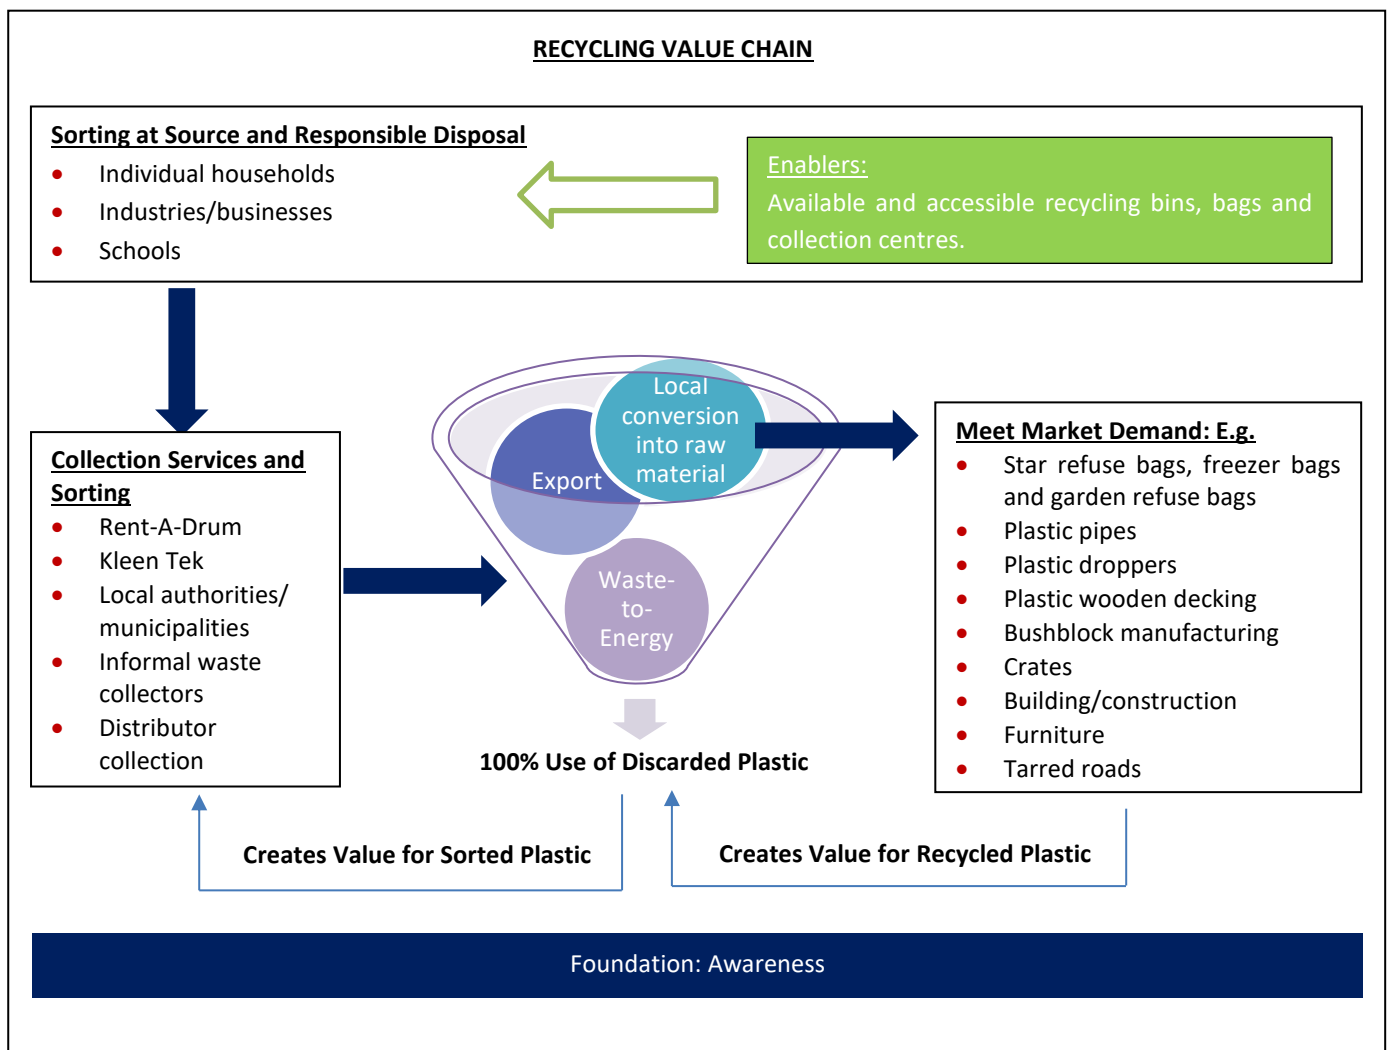 RECYCLING VALUE CHAIN
Sorting at Source and Responsible Disposal
• Individual households
• Industries/businesses
• Schools
Enablers:
Available and accessible recycling bins, bags and
collection centres.
Collection Services and
Sorting
• Rent-A-Drum
• Kleen Tek
• Local authorities/
municipalities
• Informal waste
collectors
• Distributor
collection
Local
conversion
into raw
material
Export
Waste-
to-
Energy
100% Use of Discarded Plastic
Meet Market Demand: E.g.
• Star refuse bags, freezer bags
and garden refuse bags
• Plastic pipes
• Plastic droppers
• Plastic wooden decking
• Bushblock manufacturing
• Crates
• Building/construction
• Furniture
• Tarred roads
Creates Value for Sorted Plastic
Creates Value for Recycled Plastic
Foundation: Awareness